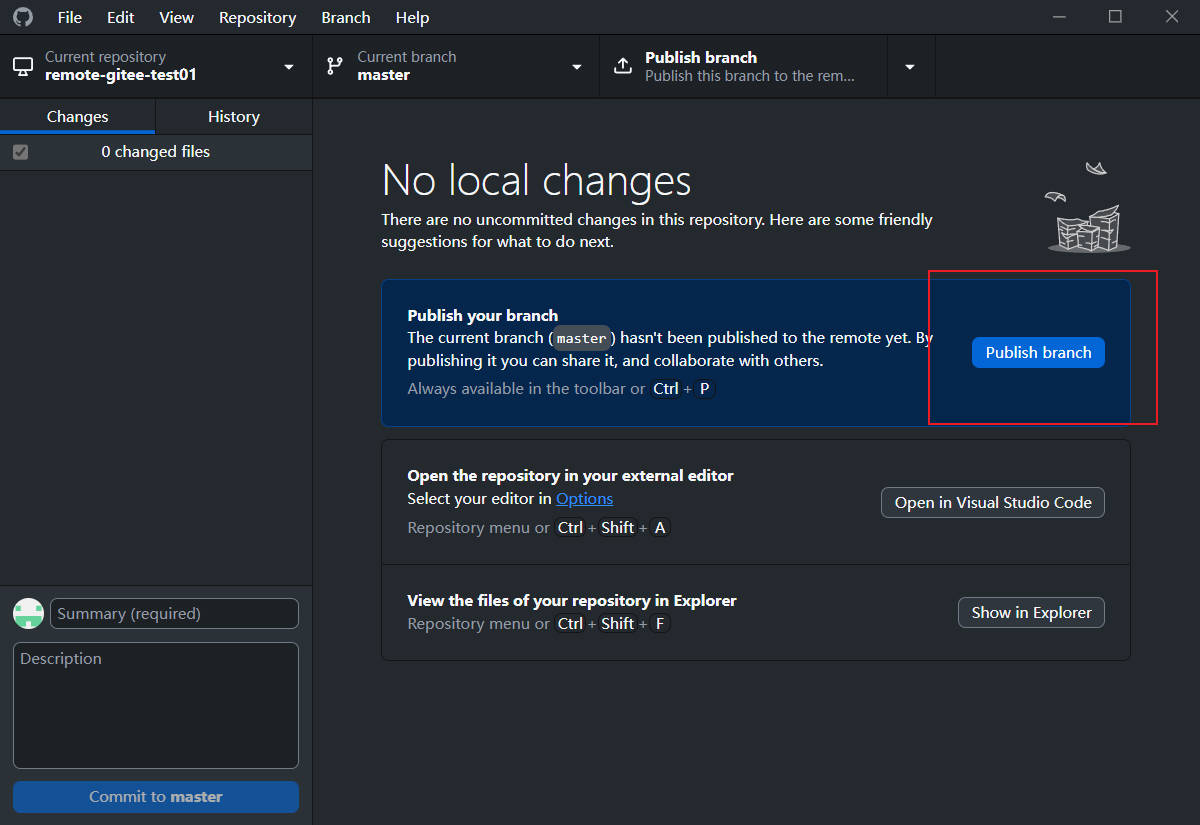 File Edit View Repository Branch Help
Current repository
remote-gitee-test01
Current branch
master
Publish branch
Publish this branch to the rem...
Changes
History
0 changed files
No local changes
There are no uncommitted changes in this repository. Here are some friendly
suggestions for what to do next.
Publish your branch
The current branch (master) hasn't been published to the remote yet. By
publishing it you can share it, and collaborate with others.
Always available in the toolbar or Ctrl + P
Publish branch
Open the repository in your external editor
Select your editor in Options
Repository menu or Ctrl + Shift + A
Open in Visual Studio Code
View the files of your repository in Explorer
Repository menu or Ctrl + Shift + F
Show in Explorer
Summary (required)
Description
Commit to master